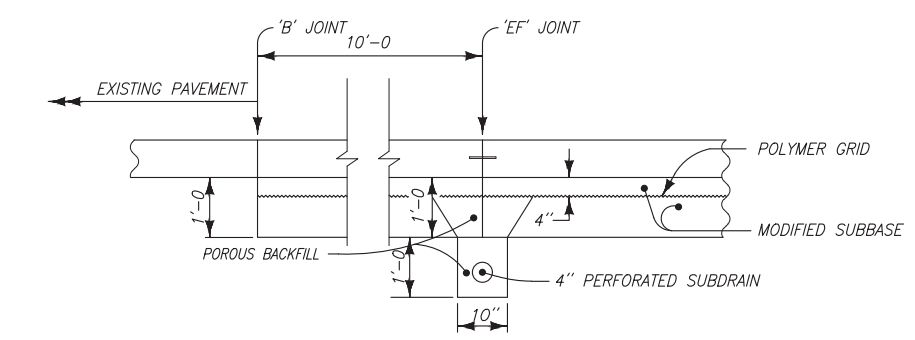 'B' JOINT
'EF' JOINT
10'-0
EXISTING PAVEMENT
POLYMER GRID
1'-0
1'-0
4''
MODIFIED SUBBASE
POROUS BACKFILL
1'-0
4'' PERFORATED SUBDRAIN
10''